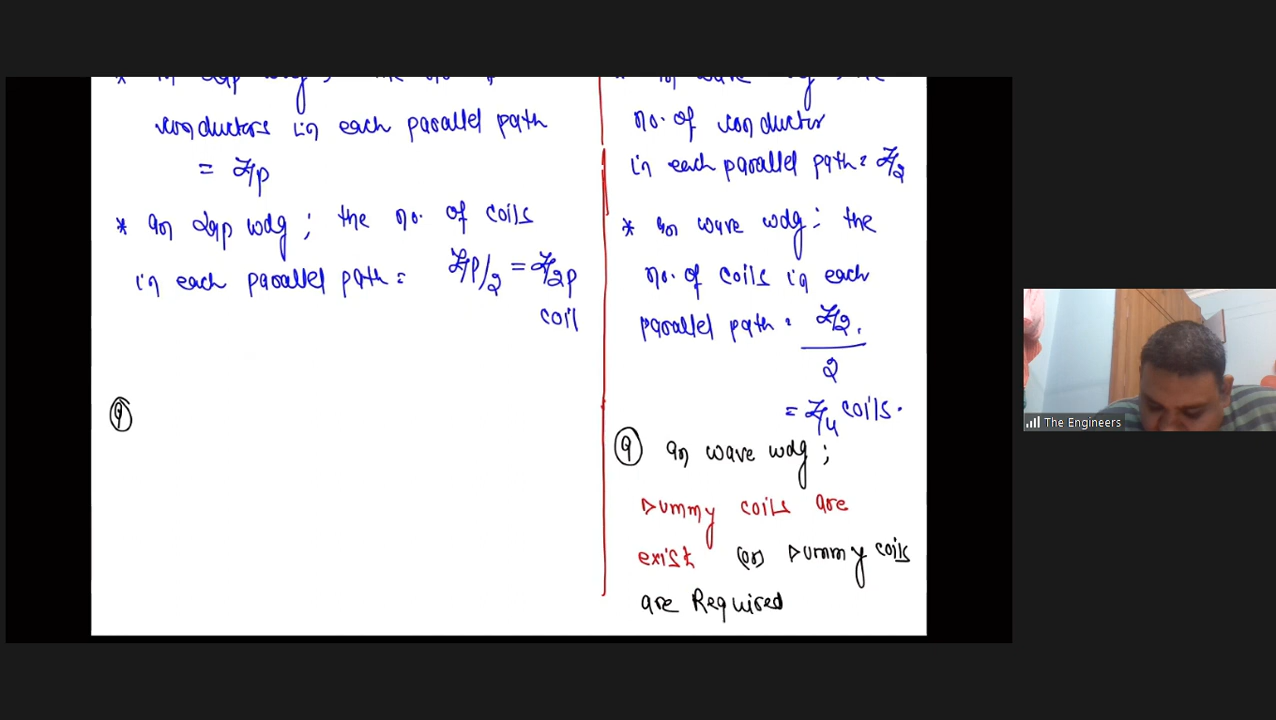 conductors in each parallel path
= Z/P
* In Lap wdg; the no. of coils
in each parallel path = Z/P/2 = Z/2P
coil
9
no. of conductor
in each parallel path = Z/2
* In wave wdg: the
no. of coils in each
parallel path = Z/2
2
= Z/4 coils.
9 In wave wdg;
Dummy coils are
exist (or) Dummy coils
are Required
The Engineers